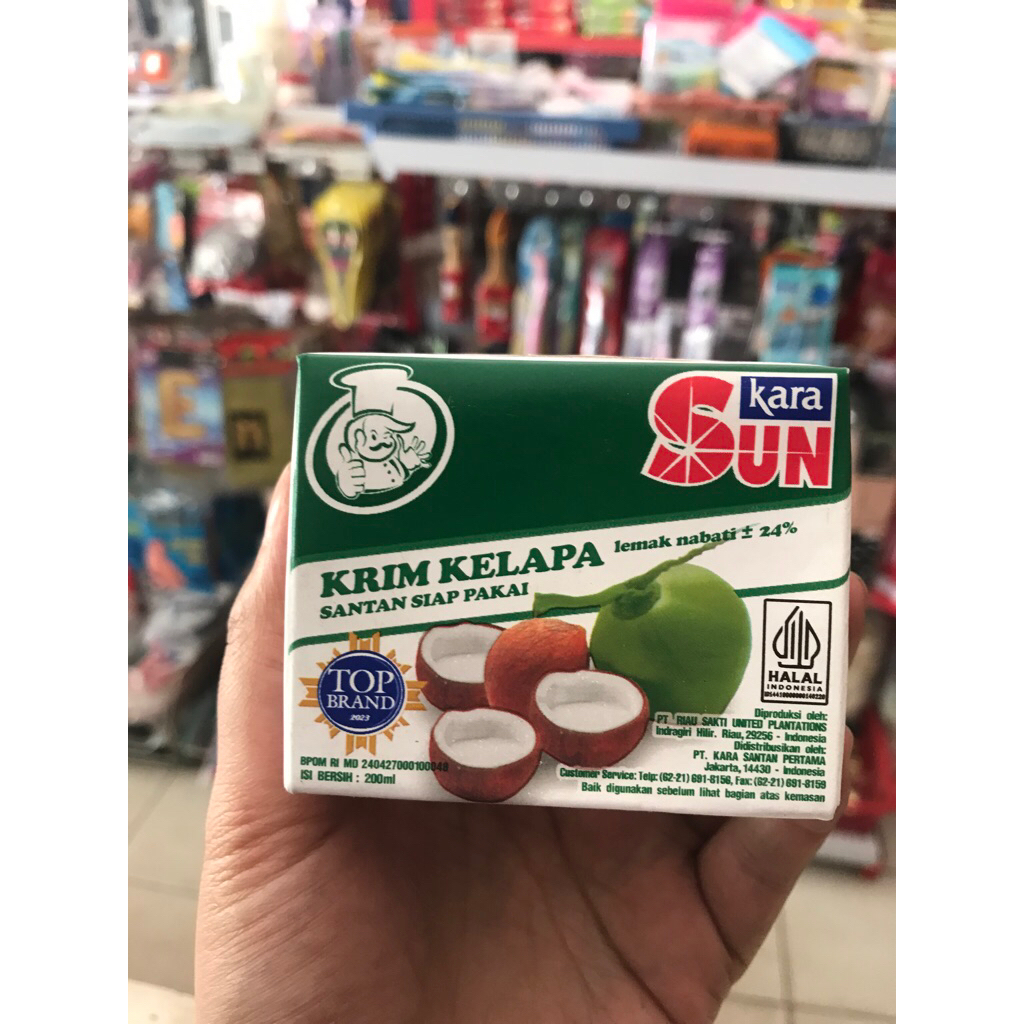 kara
SUN
KRIM KELAPA
lemak nabati ± 24%
SANTAN SIAP PAKAI
TOP
BRAND
2023
HALAL
INDONESIA
ID54410000000140220
Diproduksi oleh:
PT RIAU SAKTI UNITED PLANTATIONS
Indragiri Hilir. Riau, 29256 - Indonesia
Didistribusikan oleh:
PT. KARA SANTAN PERTAMA
Jakarta, 14430 - Indonesia
Customer Service: Telp: (62-21) 691-8156, Fax: (62-21) 691-8159
Baik digunakan sebelum lihat bagian atas kemasan
BPOM RI MD 240427000100048
ISI BERSIH : 200ml